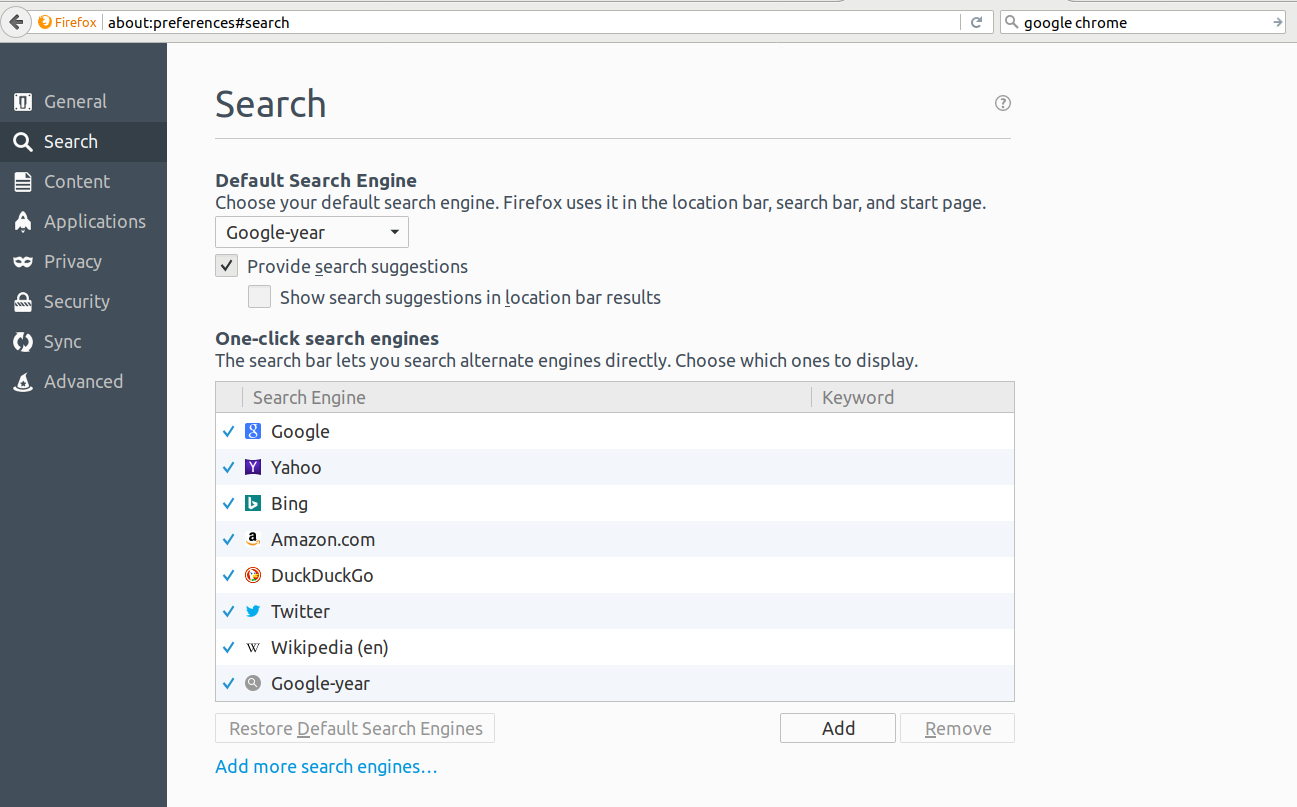 Firefox about:preferences#search google chrome
General
Search
Content
Applications
Privacy
Security
Sync
Advanced
Search
Default Search Engine
Choose your default search engine. Firefox uses it in the location bar, search bar, and start page.
Google-year
Provide search suggestions
Show search suggestions in location bar results
One-click search engines
The search bar lets you search alternate engines directly. Choose which ones to display.
Search Engine Keyword
Google
Yahoo
Bing
Amazon.com
DuckDuckGo
Twitter
Wikipedia (en)
Google-year
Restore Default Search Engines Add Remove
Add more search engines…